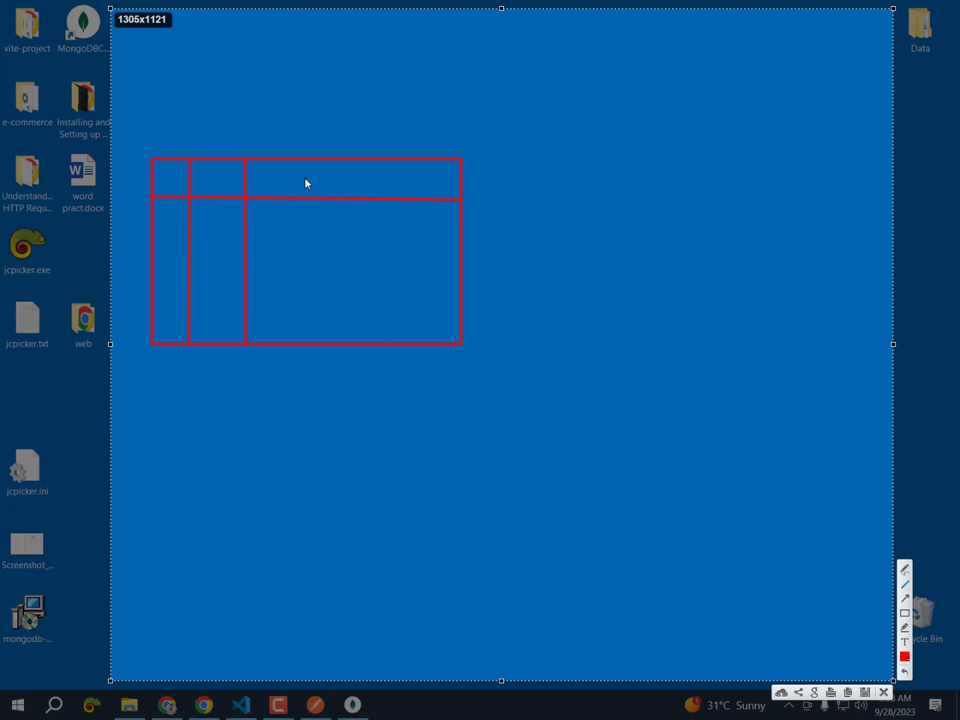 1305x1121
vite-project
MongoDBC...
Data
e-commerce
Installing and
Setting up ...
Understand...
HTTP Requ...
word
pract.docx
jcpicker.exe
jcpicker.txt
web
jcpicker.ini
Screenshot_...
mongodb-...
ycle Bin
T
31°C Sunny
AM
9/28/2023